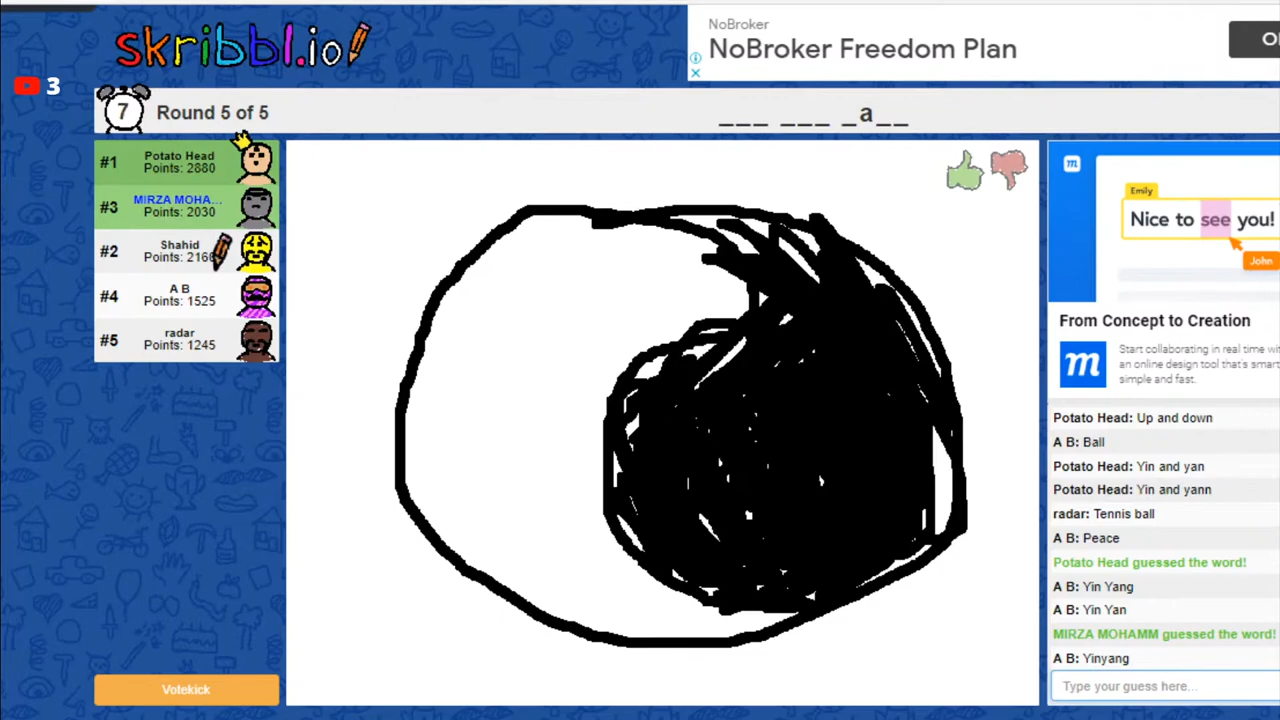 NoBroker
skribbl.io
NoBroker Freedom Plan
3
7
Round 5 of 5
___ ___ _a__
#1
Potato Head
Points: 2880
#3
MIRZA MOHA...
Points: 2030
#2
Shahid
Points: 2160
#4
A B
Points: 1525
#5
radar
Points: 1245
Votekick
m
Emily
Nice to see you!
John
From Concept to Creation
m
Start collaborating in real time wi
an online design tool that's smart
simple and fast.
Potato Head: Up and down
A B: Ball
Potato Head: Yin and yan
Potato Head: Yin and yann
radar: Tennis ball
A B: Peace
Potato Head guessed the word!
A B: Yin Yang
A B: Yin Yan
MIRZA MOHAMM guessed the word!
A B: Yinyang
Type your guess here...